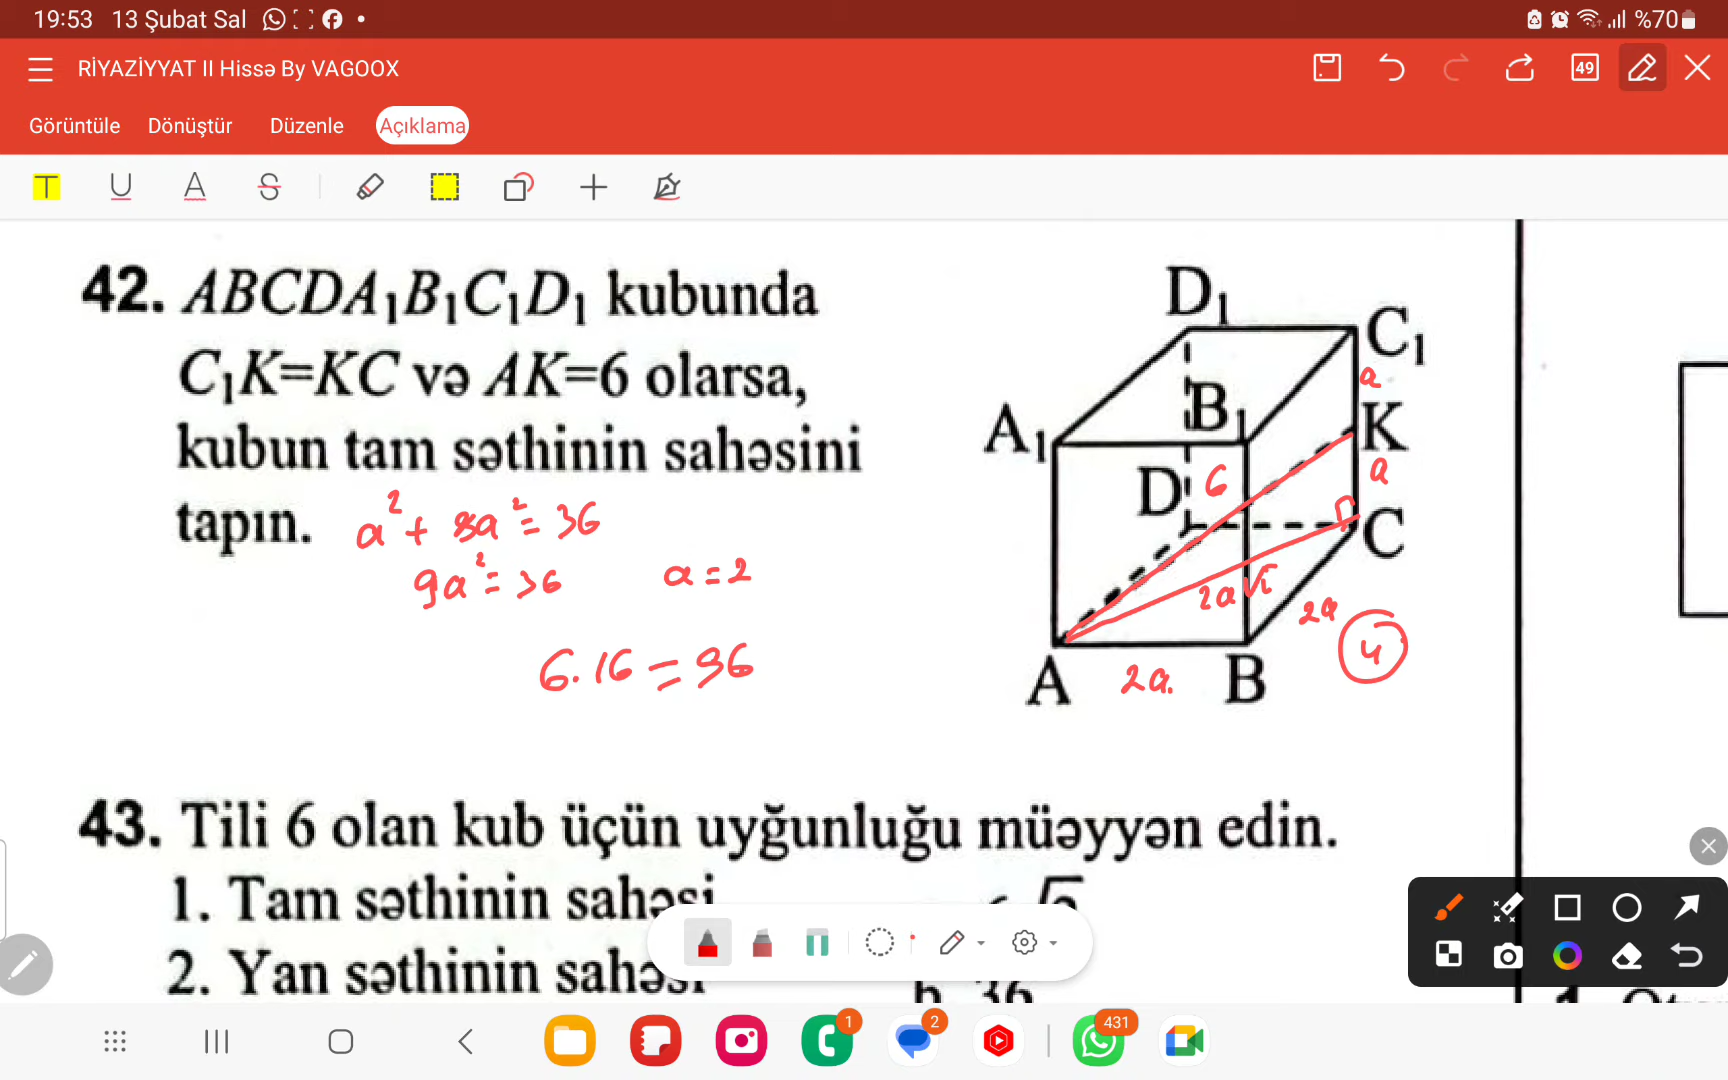 19:53 13 Şubat Sal %70
RİYAZİYYAT II Hissə By VAGOOX 49
Görüntüle Dönüştür Düzenle Açıklama
42. ABCDA₁B₁C₁D₁ kubunda
C₁K=KC və AK=6 olarsa,
kubun tam səthinin sahəsini
tapın.
a² + 8a² = 36
9a² = 36 a = 2
6.16 = 96
D₁
C₁
a
A₁ B₁ K
D 6 a
C
2a√2 2a
4
A 2a. B
43. Tili 6 olan kub üçün uyğunluğu müəyyən edin.
1. Tam səthinin sahəsi
2. Yan səthinin sahəsi
b 36
1 2 431